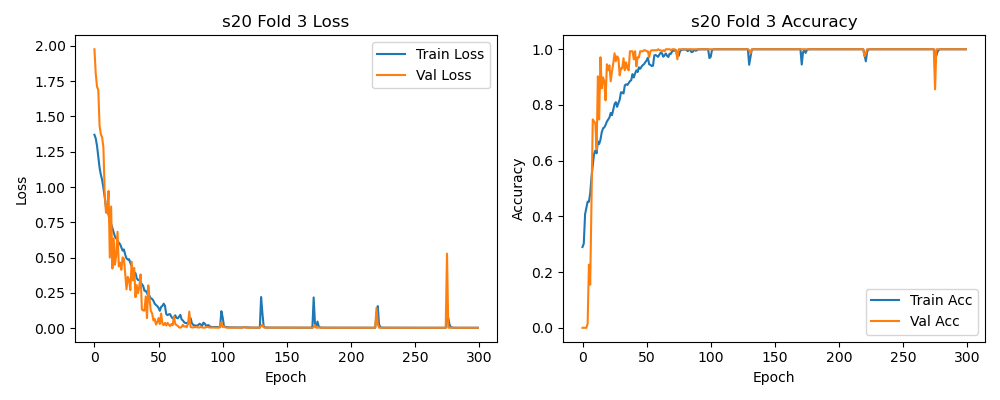 s20 Fold 3 Loss
2.00
1.75
1.50
1.25
1.00
0.75
0.50
0.25
0.00
Loss
Train Loss
Val Loss
0 50 100 150 200 250 300
Epoch
s20 Fold 3 Accuracy
1.0
0.8
0.6
0.4
0.2
0.0
Accuracy
Train Acc
Val Acc
0 50 100 150 200 250 300
Epoch